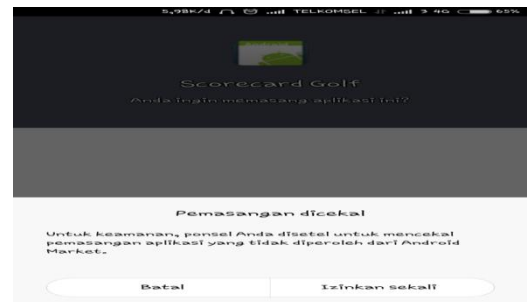 5,98K/d TELKOMSEL 3 4G 65%
Scorecard Golf
Anda ingin memasang aplikasi ini?
Pemasangan dicekal
Untuk keamanan, ponsel Anda disetel untuk mencekal
pemasangan aplikasi yang tidak diperoleh dari Android
Market.
Batal Izinkan sekali